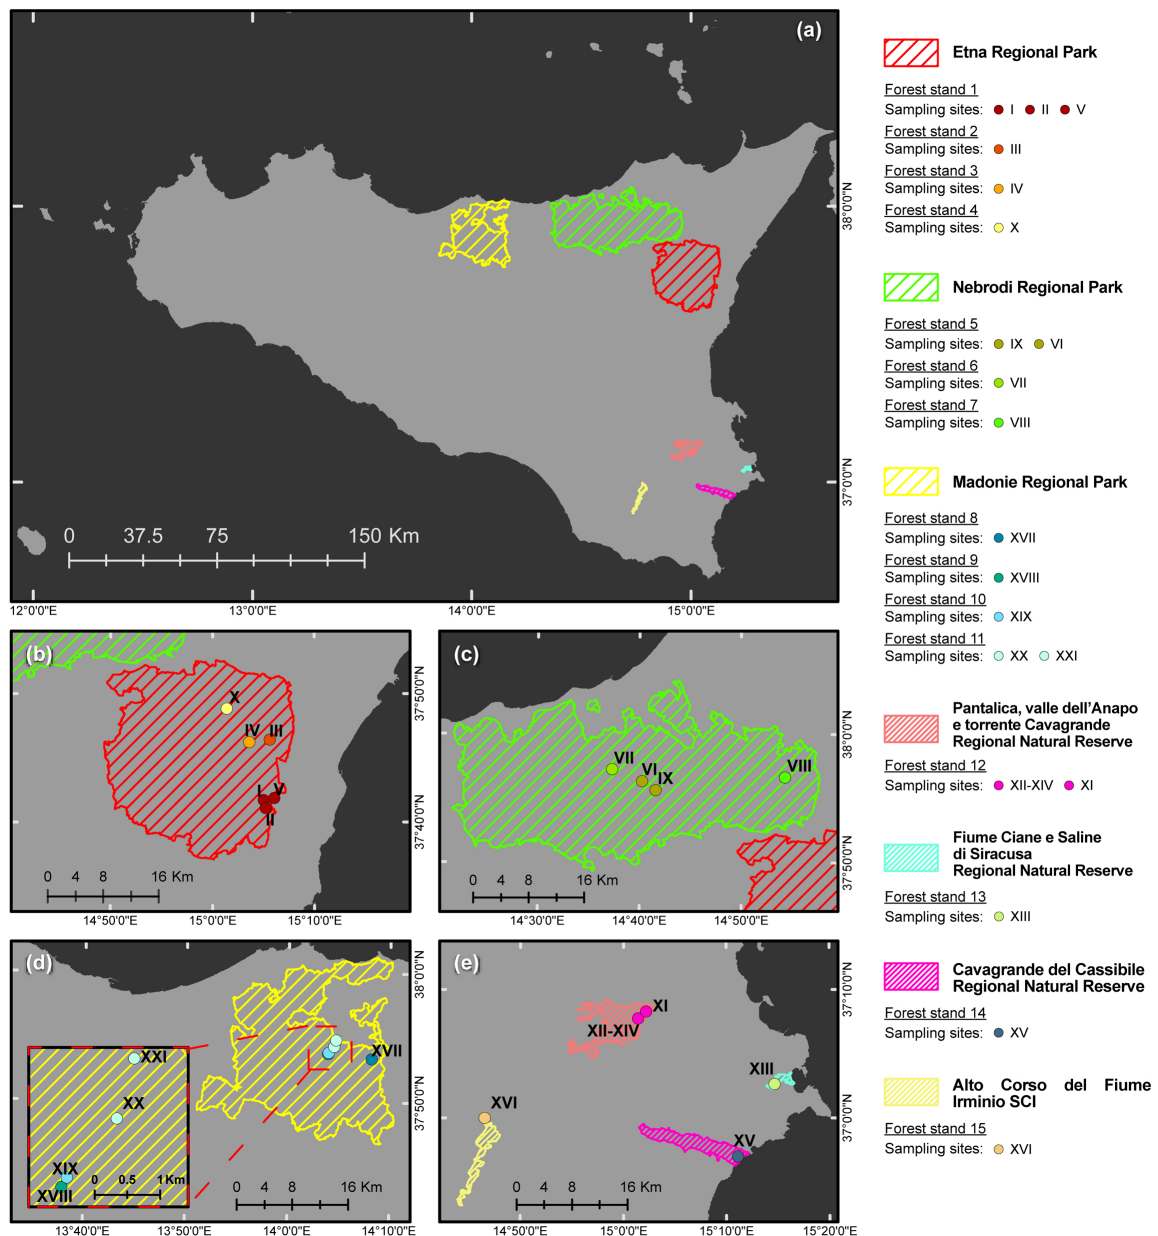 (a)
38°0'0"N
37°0'0"N
0 37.5 75 150 Km
12°0'0"E 13°0'0"E 14°0'0"E 15°0'0"E
(b)
X
IV III
I V
II
37°50'0"N
37°40'0"N
0 4 8 16 Km
14°50'0"E 15°0'0"E 15°10'0"E
(c)
VII
VI
IX
VIII
38°0'0"N
37°50'0"N
0 4 8 16 Km
14°30'0"E 14°40'0"E 14°50'0"E
(d)
XVII
XXI
XX
XIX
XVIII
0 0.5 1 Km
38°0'0"N
37°50'0"N
0 4 8 16 Km
13°40'0"E 13°50'0"E 14°0'0"E 14°10'0"E
(e)
XI
XII-XIV
XIII
XVI
XV
37°10'0"N
37°0'0"N
0 4 8 16 Km
14°50'0"E 15°0'0"E 15°10'0"E 15°20'0"E
Etna Regional Park
Forest stand 1
Sampling sites: I II V
Forest stand 2
Sampling sites: III
Forest stand 3
Sampling sites: IV
Forest stand 4
Sampling sites: X
Nebrodi Regional Park
Forest stand 5
Sampling sites: IX VI
Forest stand 6
Sampling sites: VII
Forest stand 7
Sampling sites: VIII
Madonie Regional Park
Forest stand 8
Sampling sites: XVII
Forest stand 9
Sampling sites: XVIII
Forest stand 10
Sampling sites: XIX
Forest stand 11
Sampling sites: XX XXI
Pantalica, valle dell'Anapo
e torrente Cavagrande
Regional Natural Reserve
Forest stand 12
Sampling sites: XII-XIV XI
Fiume Ciane e Saline
di Siracusa
Regional Natural Reserve
Forest stand 13
Sampling sites: XIII
Cavagrande del Cassibile
Regional Natural Reserve
Forest stand 14
Sampling sites: XV
Alto Corso del Fiume
Irminio SCI
Forest stand 15
Sampling sites: XVI